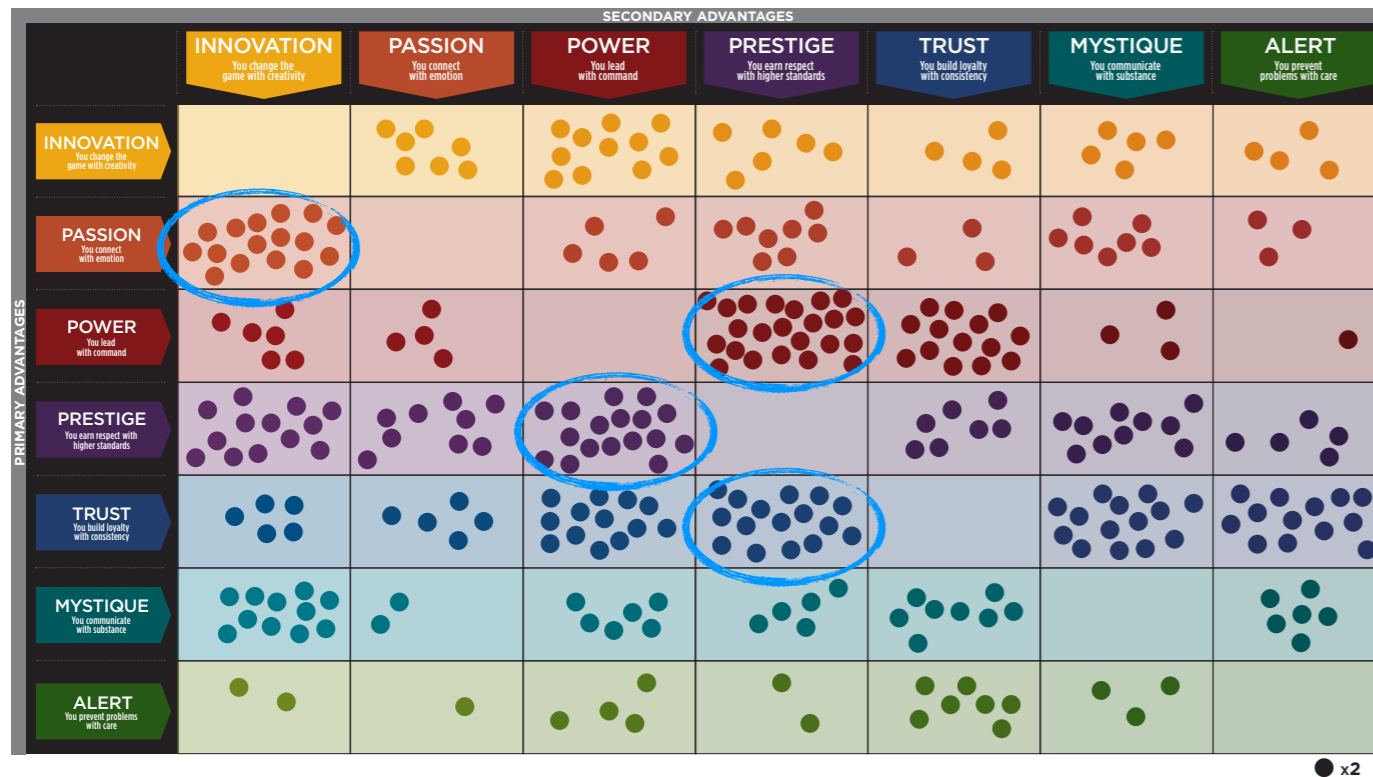 SECONDARY ADVANTAGES
INNOVATION
You change the
game with creativity
PASSION
You connect
with emotion
POWER
You lead
with command
PRESTIGE
You earn respect
with higher standards
TRUST
You build loyalty
with consistency
MYSTIQUE
You communicate
with substance
ALERT
You prevent
problems with care
PRIMARY ADVANTAGES
INNOVATION
You change the
game with creativity
PASSION
You connect
with emotion
POWER
You lead
with command
PRESTIGE
You earn respect with
higher standards
TRUST
You build loyalty
with consistency
MYSTIQUE
You communicate
with substance
ALERT
You prevent problems
with care
x2